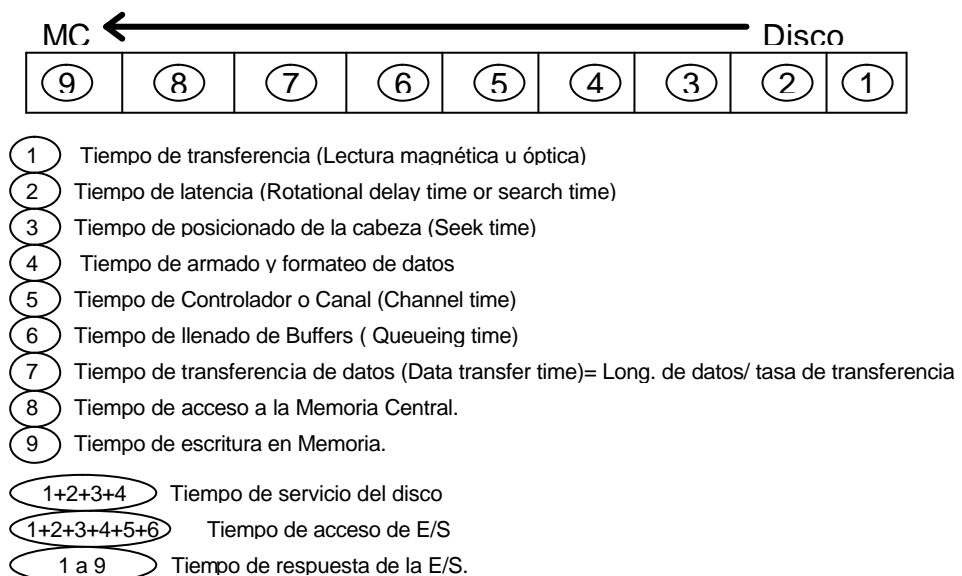 MC Disco
9 8 7 6 5 4 3 2 1
1 Tiempo de transferencia (Lectura magnética u óptica)
2 Tiempo de latencia (Rotational delay time or search time)
3 Tiempo de posicionado de la cabeza (Seek time)
4 Tiempo de armado y formateo de datos
5 Tiempo de Controlador o Canal (Channel time)
6 Tiempo de llenado de Buffers ( Queueing time)
7 Tiempo de transferencia de datos (Data transfer time)= Long. de datos/ tasa de transferencia
8 Tiempo de acceso a la Memoria Central.
9 Tiempo de escritura en Memoria.
1+2+3+4 Tiempo de servicio del disco
1+2+3+4+5+6 Tiempo de acceso de E/S
1 a 9 Tiempo de respuesta de la E/S.